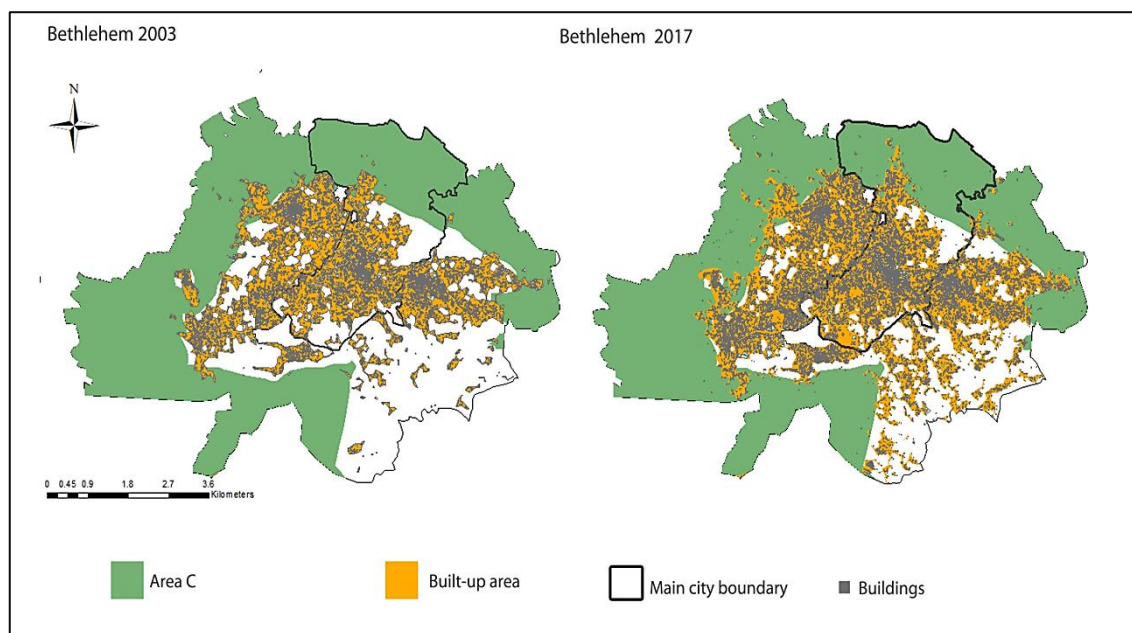 Bethlehem 2003
Bethlehem 2017
N
0 0.45 0.9 1.8 2.7 3.6
Kilometers
Area C
Built-up area
Main city boundary
Buildings